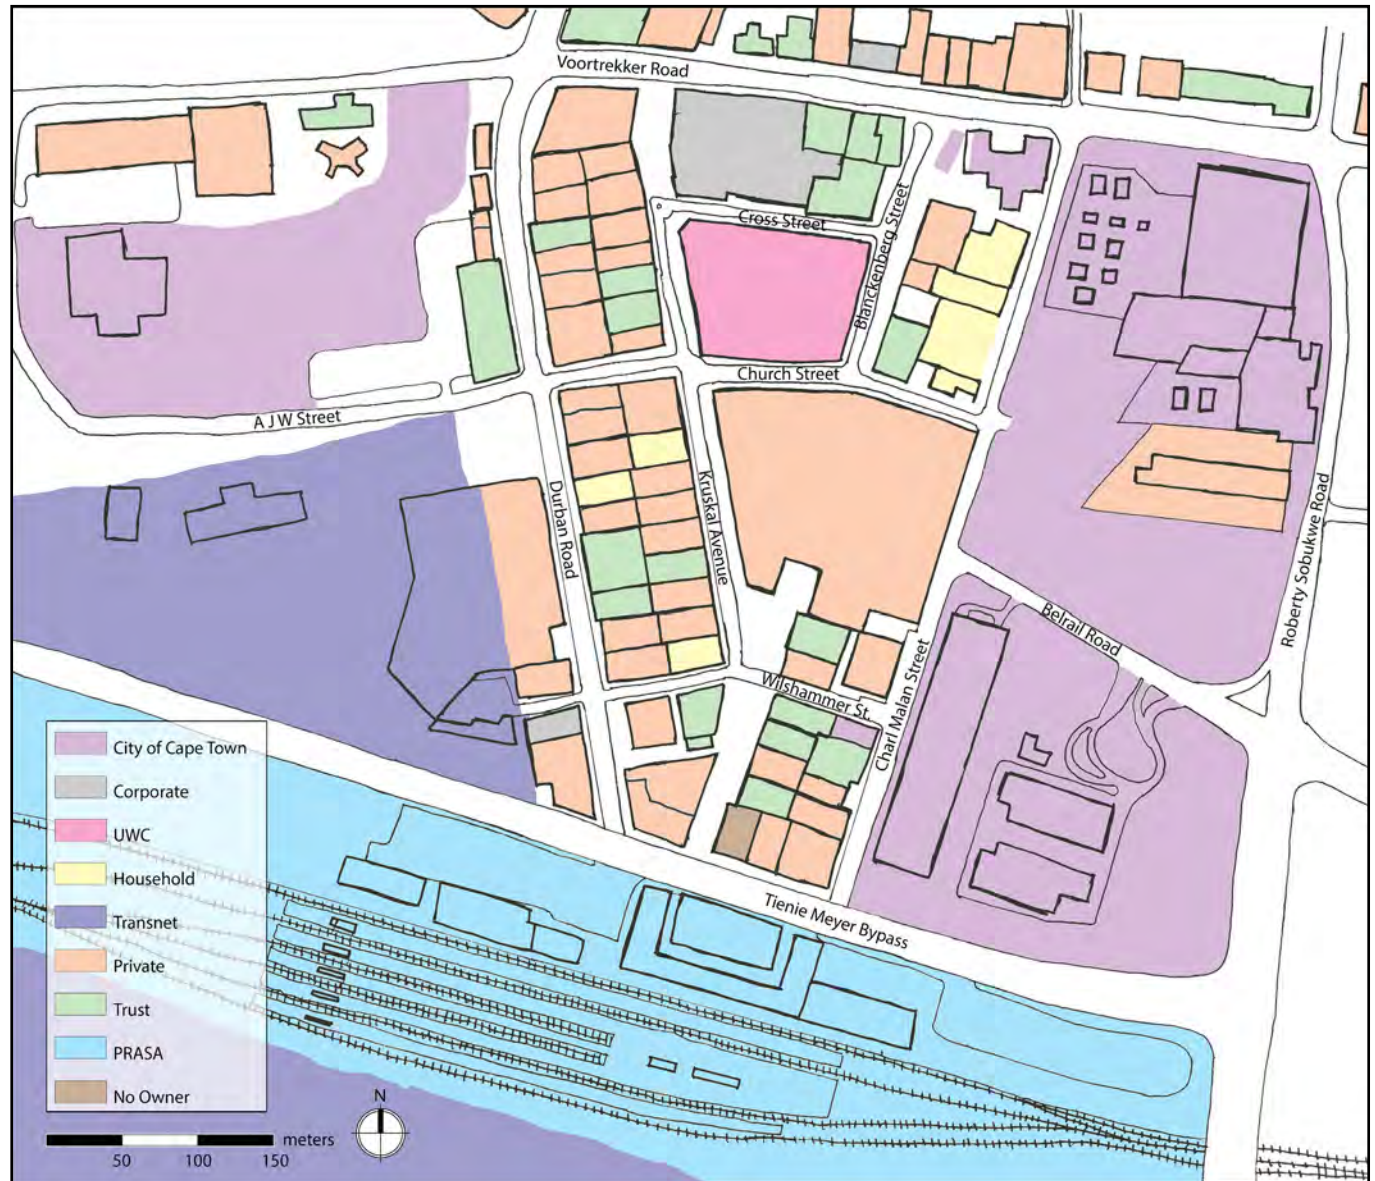 Voortrekker Road
Cross Street
Blanckenberg Street
Church Street
A J W Street
Durban Road
Kruskal Avenue
Roberty Sobukwe Road
Belrail Road
Charl Malan Street
Wilshammer St.
Tienie Meyer Bypass
City of Cape Town
Corporate
UWC
Household
Transnet
Private
Trust
PRASA
No Owner
N
meters
50 100 150